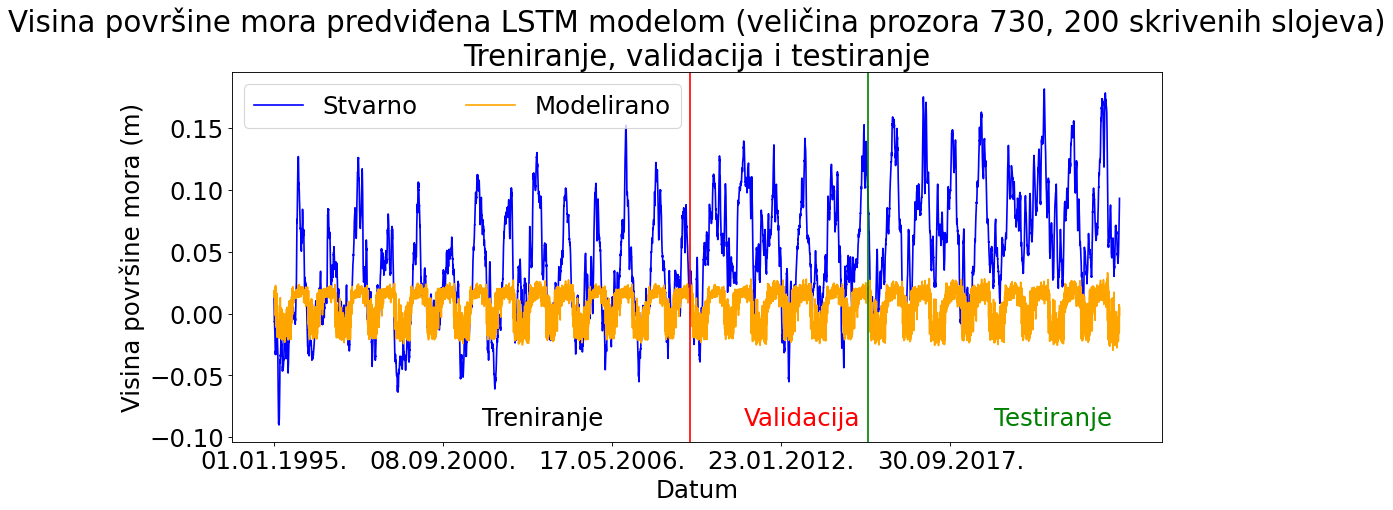 Visina površine mora predviđena LSTM modelom (veličina prozora 730, 200 skrivenih slojeva)
Treniranje, validacija i testiranje
Stvarno
Modelirano
Visina površine mora (m)
0.15
0.10
0.05
0.00
−0.05
−0.10
Treniranje
Validacija
Testiranje
01.01.1995.
08.09.2000.
17.05.2006.
23.01.2012.
30.09.2017.
Datum